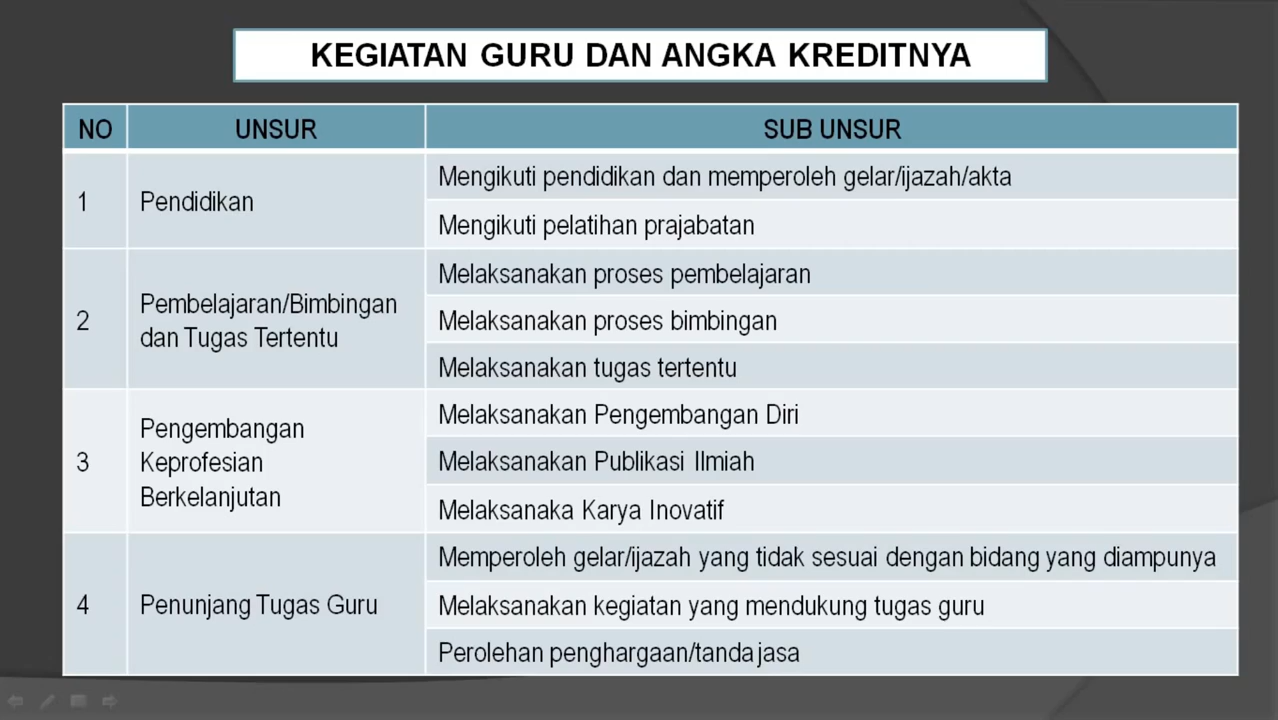 KEGIATAN GURU DAN ANGKA KREDITNYA
NO UNSUR SUB UNSUR
1 Pendidikan
Mengikuti pendidikan dan memperoleh gelar/ijazah/akta
Mengikuti pelatihan prajabatan
2 Pembelajaran/Bimbingan
dan Tugas Tertentu
Melaksanakan proses pembelajaran
Melaksanakan proses bimbingan
Melaksanakan tugas tertentu
3 Pengembangan
Keprofesian
Berkelanjutan
Melaksanakan Pengembangan Diri
Melaksanakan Publikasi Ilmiah
Melaksanaka Karya Inovatif
4 Penunjang Tugas Guru
Memperoleh gelar/ijazah yang tidak sesuai dengan bidang yang diampunya
Melaksanakan kegiatan yang mendukung tugas guru
Perolehan penghargaan/tanda jasa